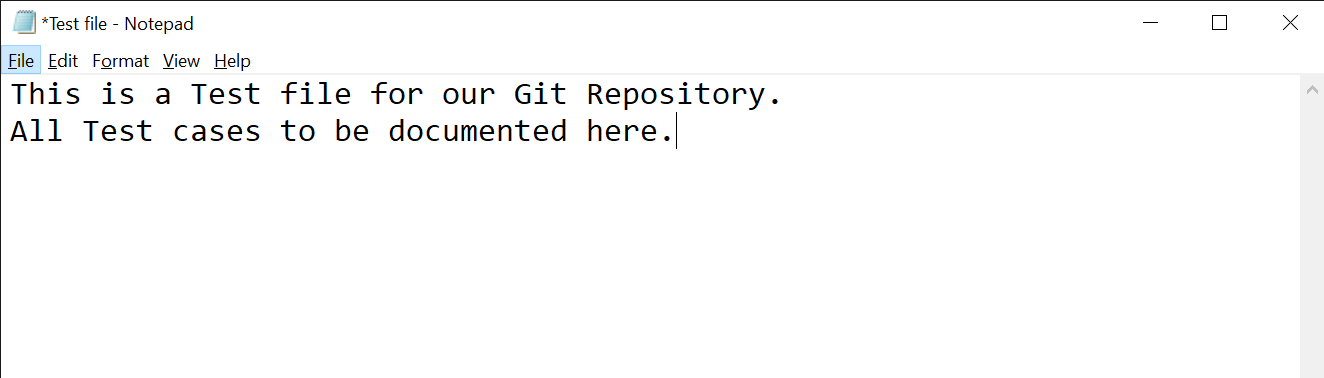 *Test file - Notepad
File Edit Format View Help
This is a Test file for our Git Repository.
All Test cases to be documented here.